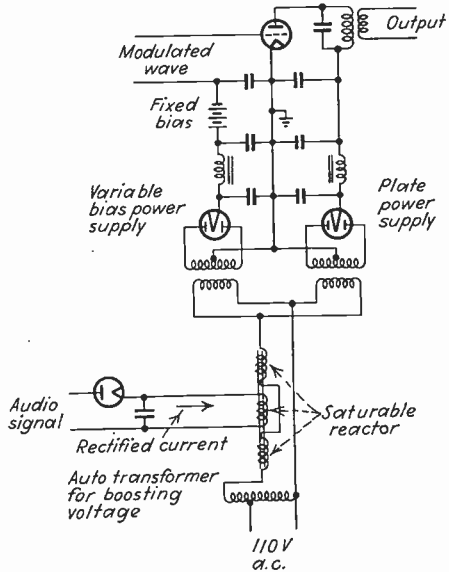 Output
Modulated
wave
Fixed
bias
Variable
bias power
supply
Plate
power
supply
Audio
signal
Rectified current
Saturable
reactor
Auto transformer
for boosting
voltage
110V
a.c.